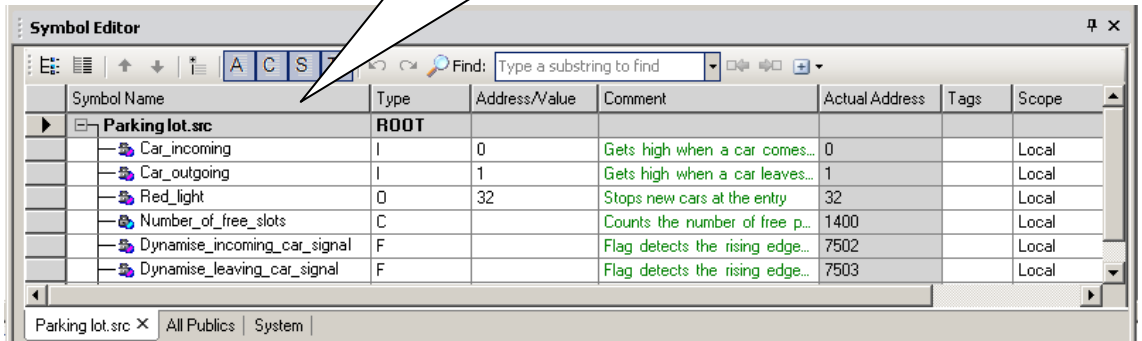 Symbol Editor
A C S Find: Type a substring to find
Symbol Name Type Address/Value Comment Actual Address Tags Scope
Parking lot.src ROOT
Car_incoming I 0 Gets high when a car comes... 0 Local
Car_outgoing I 1 Gets high when a car leaves... 1 Local
Red_light O 32 Stops new cars at the entry 32 Local
Number_of_free_slots C Counts the number of free p... 1400 Local
Dynamise_incoming_car_signal F Flag detects the rising edge... 7502 Local
Dynamise_leaving_car_signal F Flag detects the rising edge... 7503 Local
Parking lot.src All Publics System